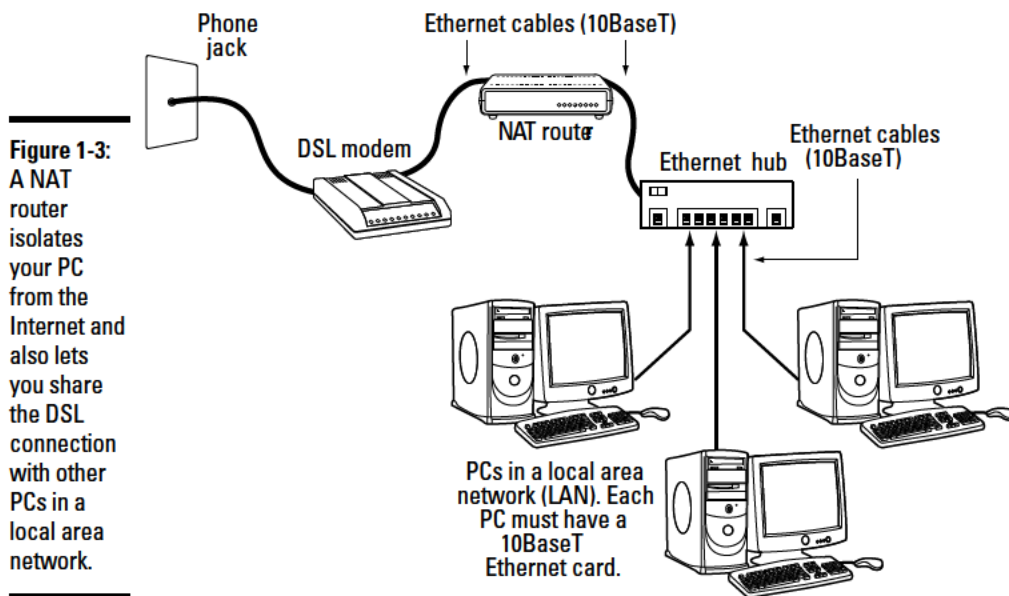 Phone
jack
Ethernet cables (10BaseT)
NAT router
DSL modem
Ethernet hub
Ethernet cables
(10BaseT)
Figure 1-3:
A NAT
router
isolates
your PC
from the
Internet and
also lets
you share
the DSL
connection
with other
PCs in a
local area
network.
PCs in a local area
network (LAN). Each
PC must have a
10BaseT
Ethernet card.